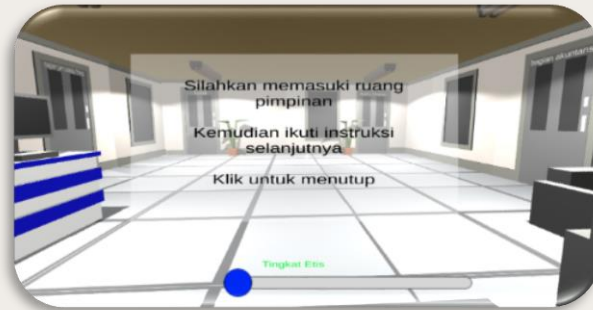 Silahkan memasuki ruang
pimpinan
Kemudian ikuti instruksi
selanjutnya
Klik untuk menutup
Tingkat Etis